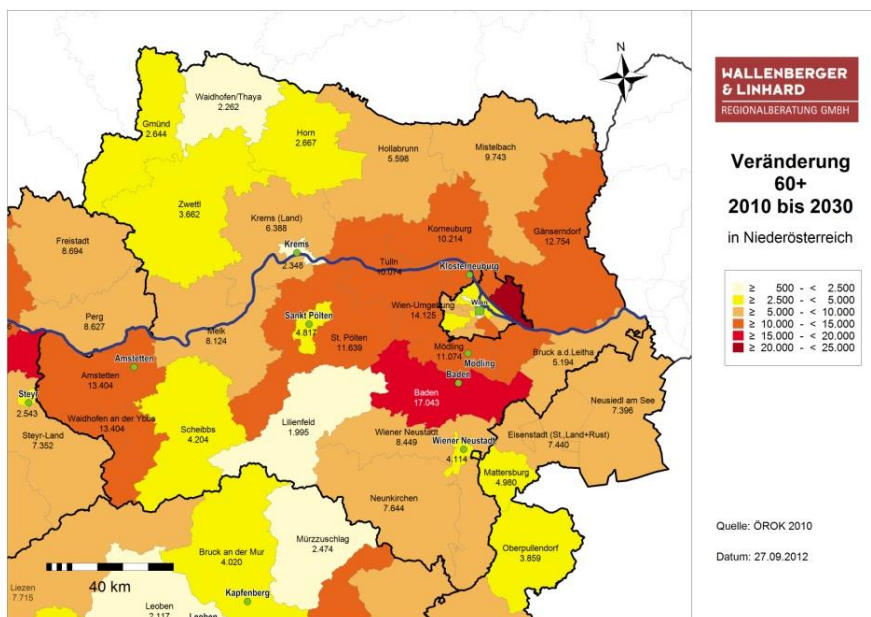 N
Waidhofen/Thaya
2.262
Gmünd
2.644
Horn
2.667
Hollabrunn
5.598
Mistelbach
9.743
Zwettl
3.662
Krems (Land)
6.388
Krems
2.348
Korneuburg
10.214
Gänserndorf
12.754
Freistadt
8.694
Tulln
10.074
Klosterneuburg
Perg
8.627
Wien-Umgebung
14.125
Wien
Sankt Pölten
4.817
St. Pölten
11.639
Melk
8.124
Mödling
11.074
Mödling
Bruck a.d.Leitha
5.194
Amstetten
Amstetten
13.404
Baden
Baden
17.043
Neusiedl am See
7.396
Steyr
2.543
Waidhofen an der Ybbs
13.404
Scheibbs
4.204
Lilienfeld
1.995
Steyr-Land
7.352
Wiener Neustadt
8.449
Wiener Neustadt
4.114
Eisenstadt (St.,Land+Rust)
7.440
Mattersburg
4.980
Neunkirchen
7.644
Mürzzuschlag
2.474
Bruck an der Mur
4.020
Oberpullendorf
3.859
Liezen
7.715
40 km
Kapfenberg
Leoben
2.117
Leoben
WALLENBERGER
& LINHARD
REGIONALBERATUNG GMBH
Veränderung
60+
2010 bis 2030
in Niederösterreich
≥ 500 - < 2.500
≥ 2.500 - < 5.000
≥ 5.000 - < 10.000
≥ 10.000 - < 15.000
≥ 15.000 - < 20.000
≥ 20.000 - < 25.000
Quelle: ÖROK 2010
Datum: 27.09.2012